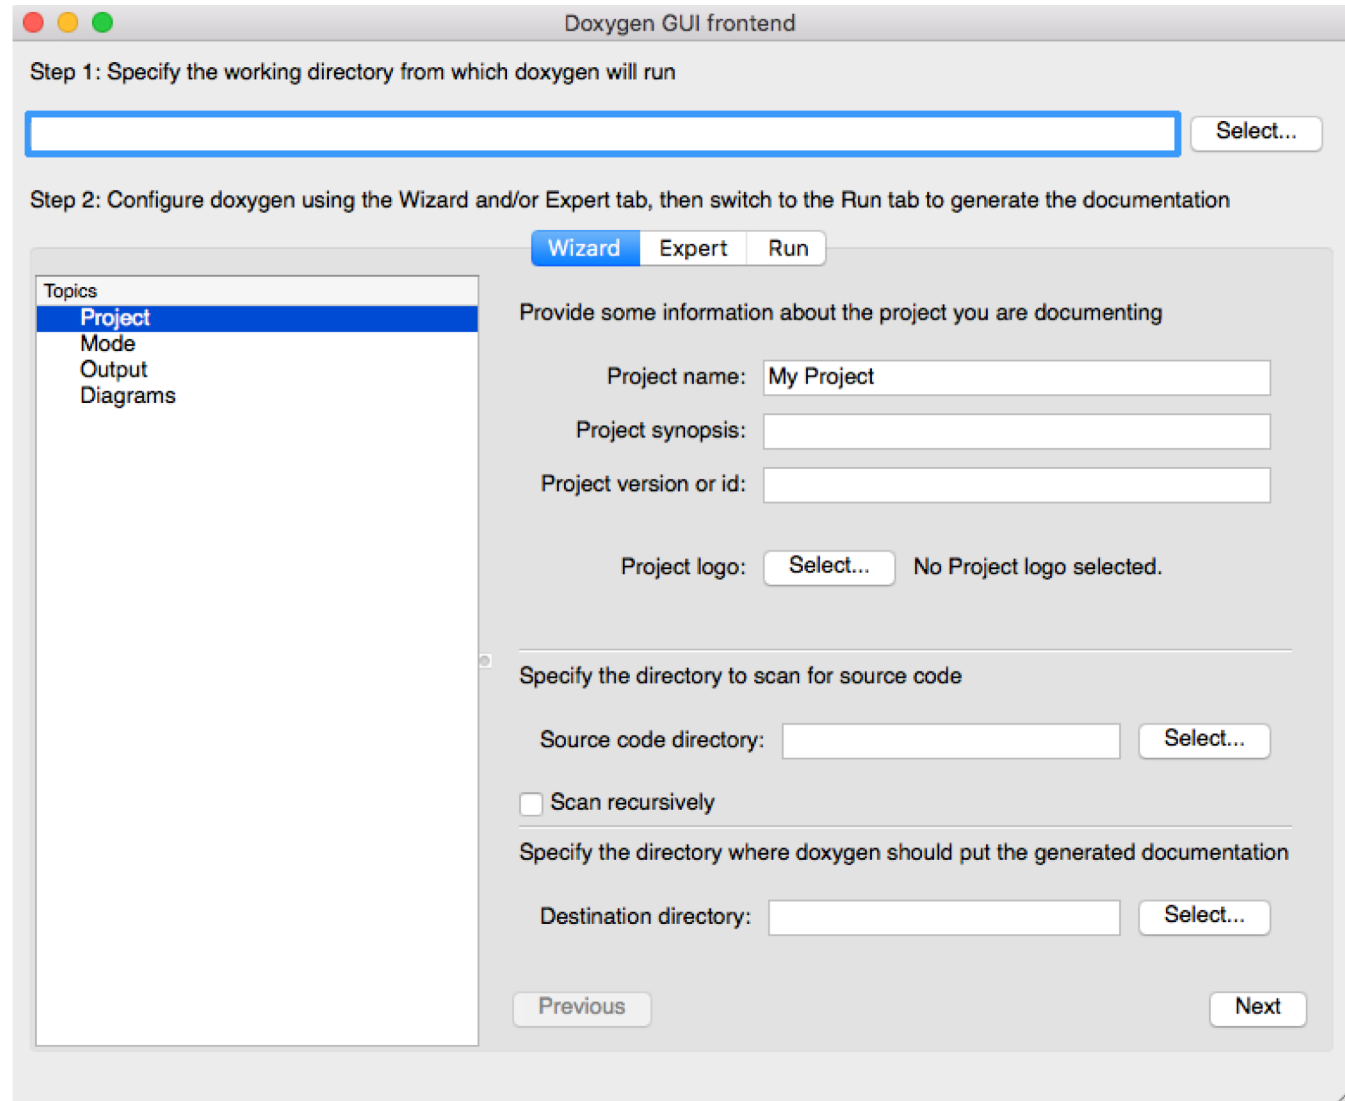 Doxygen GUI frontend
Step 1: Specify the working directory from which doxygen will run
Select...
Step 2: Configure doxygen using the Wizard and/or Expert tab, then switch to the Run tab to generate the documentation
Wizard Expert Run
Topics
Project
Mode
Output
Diagrams
Provide some information about the project you are documenting
Project name: My Project
Project synopsis:
Project version or id:
Project logo: Select... No Project logo selected.
Specify the directory to scan for source code
Source code directory: Select...
Scan recursively
Specify the directory where doxygen should put the generated documentation
Destination directory: Select...
Previous Next